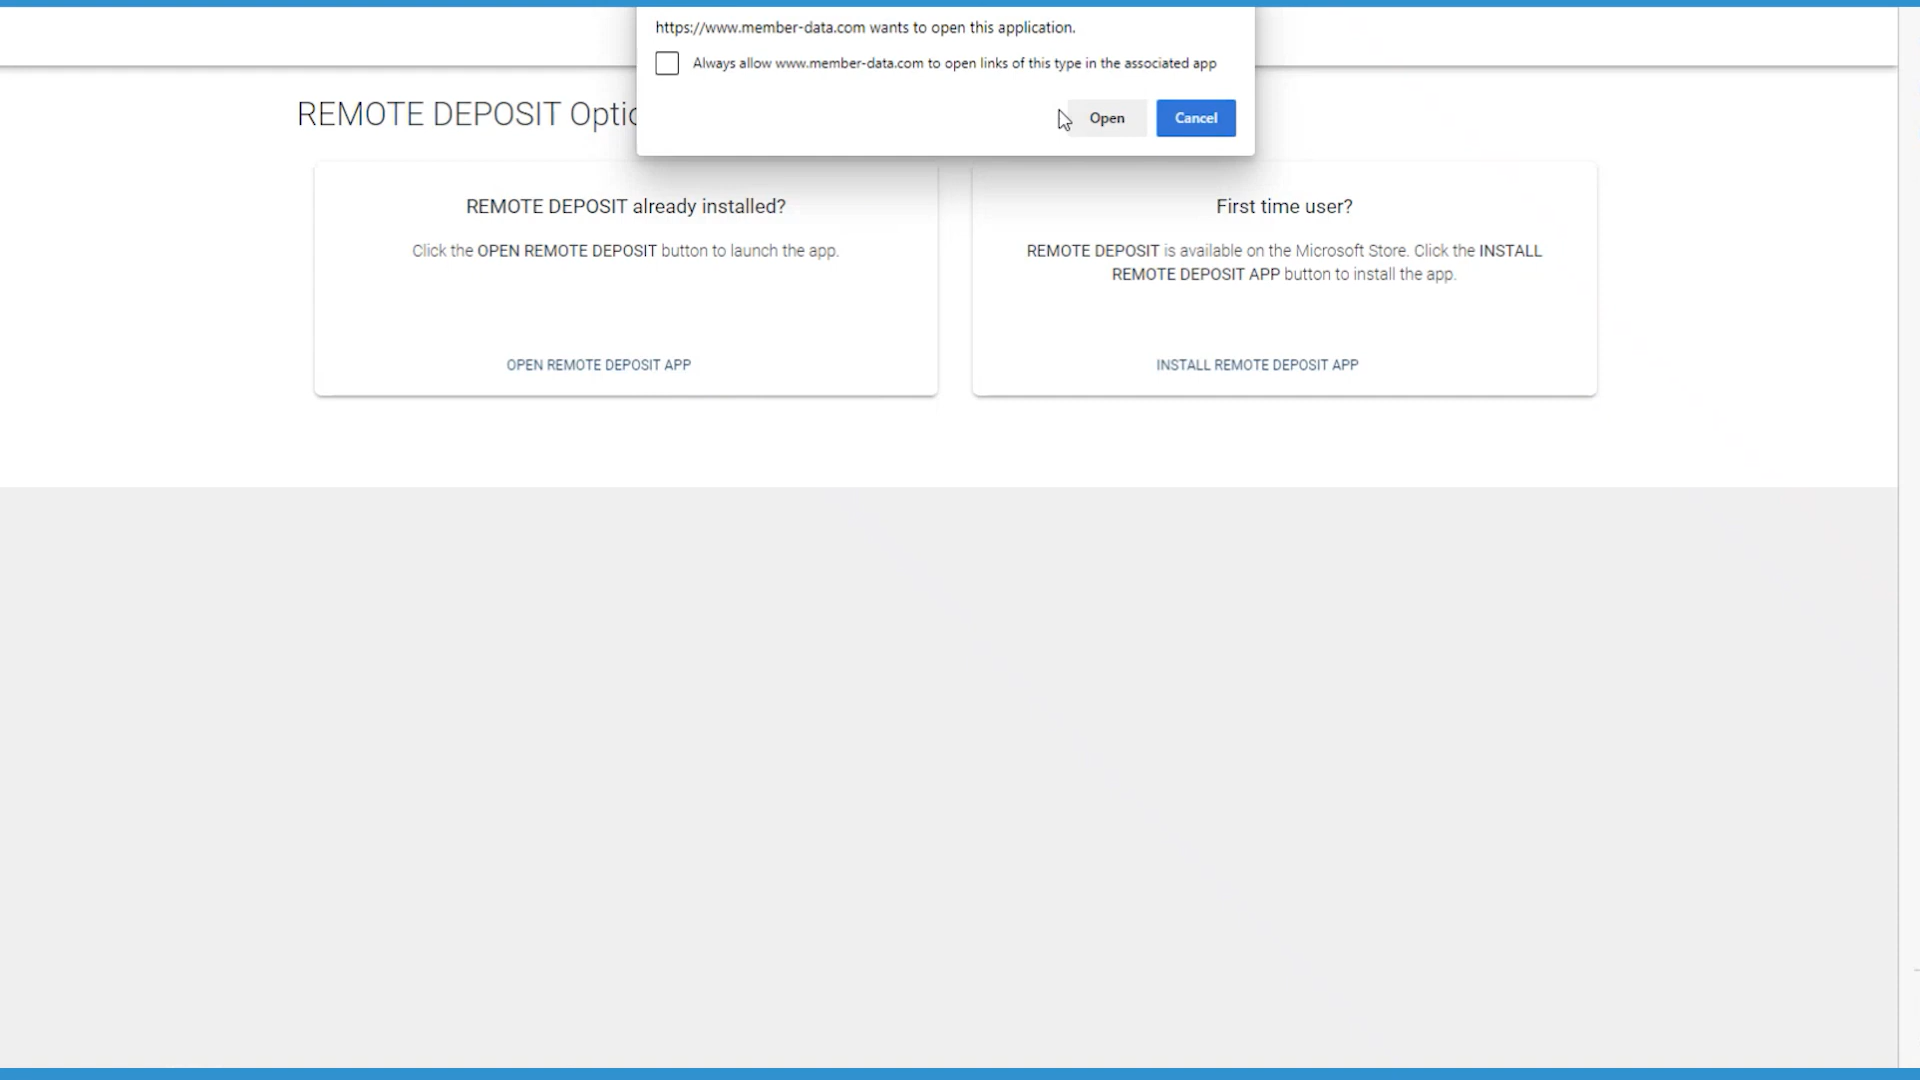 https://www.member-data.com wants to open this application.
Always allow www.member-data.com to open links of this type in the associated app
Open
Cancel
REMOTE DEPOSIT
REMOTE DEPOSIT already installed?
Click the OPEN REMOTE DEPOSIT button to launch the app.
OPEN REMOTE DEPOSIT APP
First time user?
REMOTE DEPOSIT is available on the Microsoft Store. Click the INSTALL
REMOTE DEPOSIT APP button to install the app.
INSTALL REMOTE DEPOSIT APP